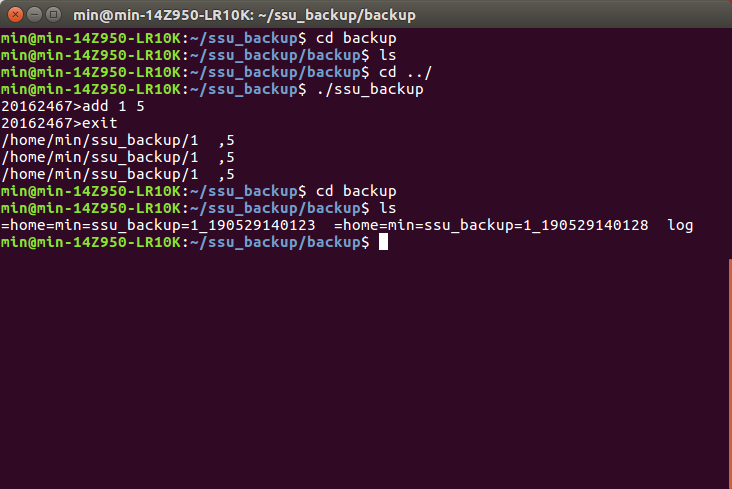 min@min-14Z950-LR10K: ~/ssu_backup/backup
min@min-14Z950-LR10K:~/ssu_backup$ cd backup
min@min-14Z950-LR10K:~/ssu_backup/backup$ ls
min@min-14Z950-LR10K:~/ssu_backup/backup$ cd ../
min@min-14Z950-LR10K:~/ssu_backup$ ./ssu_backup
20162467>add 1 5
20162467>exit
/home/min/ssu_backup/1  ,5
/home/min/ssu_backup/1  ,5
/home/min/ssu_backup/1  ,5
min@min-14Z950-LR10K:~/ssu_backup$ cd backup
min@min-14Z950-LR10K:~/ssu_backup/backup$ ls
=home=min=ssu_backup=1_190529140123  =home=min=ssu_backup=1_190529140128  log
min@min-14Z950-LR10K:~/ssu_backup/backup$